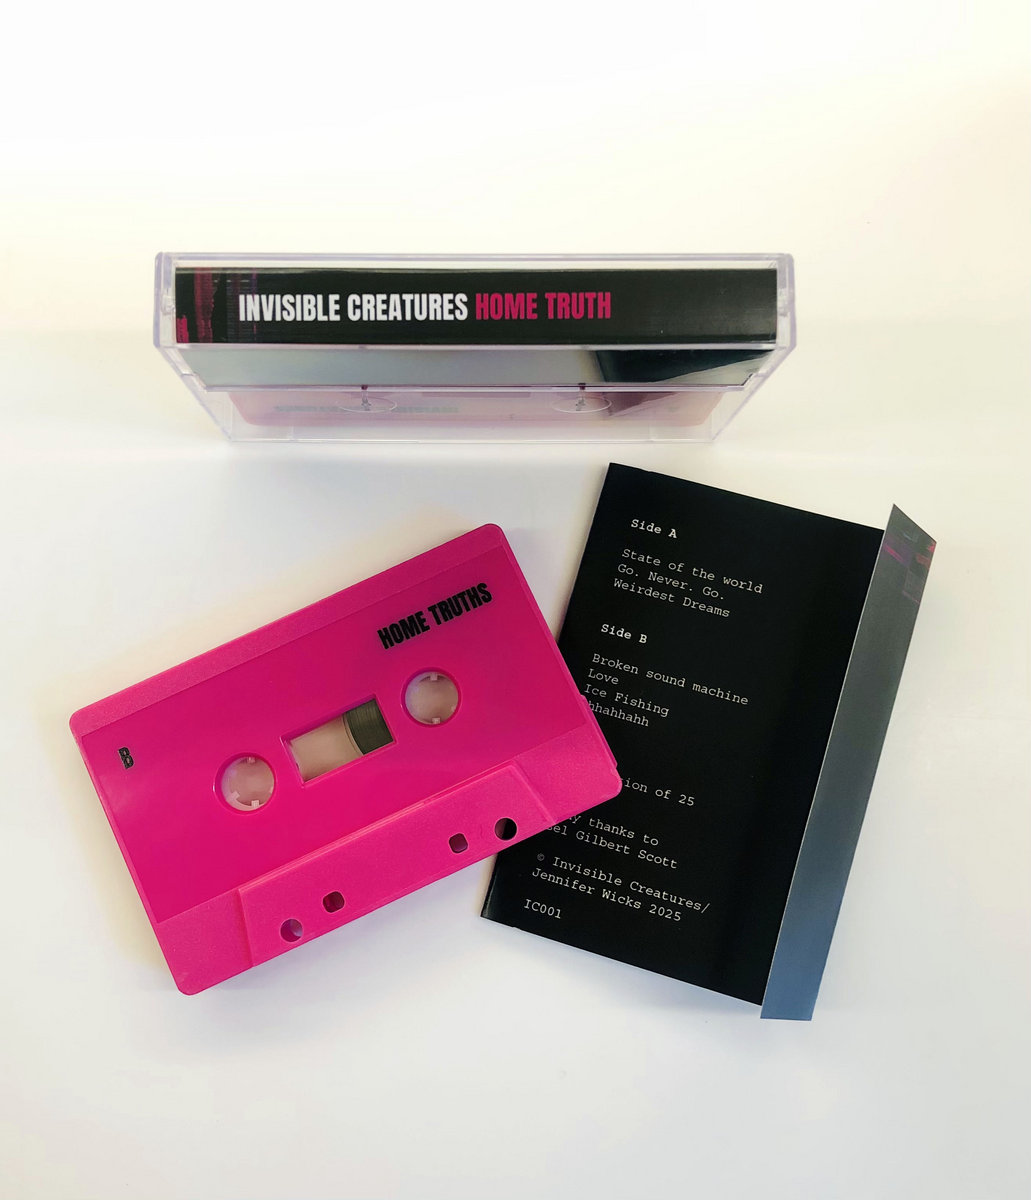 INVISIBLE CREATURES HOME TRUTH
HOME TRUTHS
B
Side A
State of the world
Go. Never. Go.
Weirdest Dreams
Side B
Broken sound machine
Love
Ice Fishing
hhahhahh
of 25
thanks to
Gilbert Scott
© Invisible Creatures/
Jennifer Wicks 2025
IC001